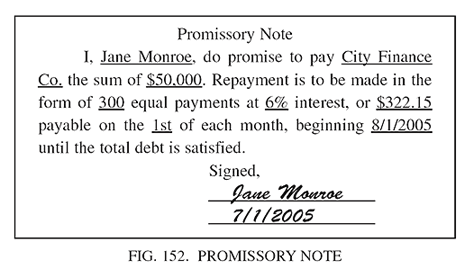 Promissory Note
I, Jane Monroe, do promise to pay City Finance
Co. the sum of $50,000. Repayment is to be made in the
form of 300 equal payments at 6% interest, or $322.15
payable on the 1st of each month, beginning 8/1/2005
until the total debt is satisfied.
Signed,
Jane Monroe
7/1/2005
FIG. 152. PROMISSORY NOTE